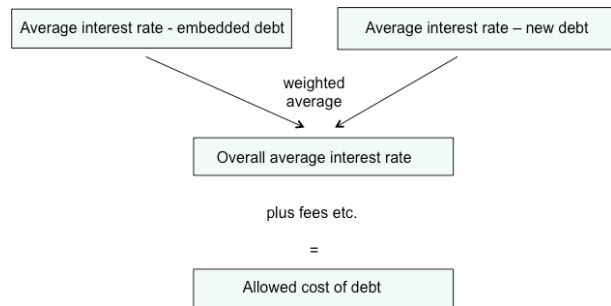 Average interest rate - embedded debt
Average interest rate – new debt
weighted
average
Overall average interest rate
plus fees etc.
=
Allowed cost of debt